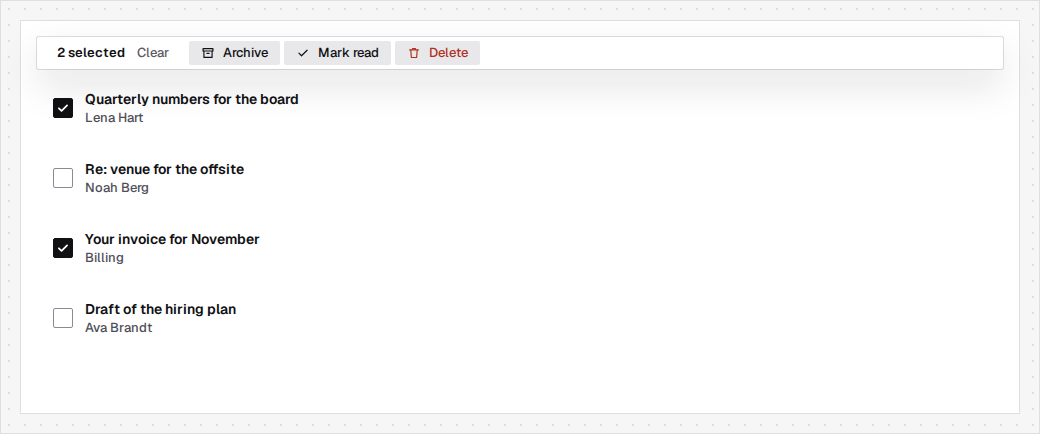 2 selected Clear Archive Mark read Delete
Quarterly numbers for the board
Lena Hart
Re: venue for the offsite
Noah Berg
Your invoice for November
Billing
Draft of the hiring plan
Ava Brandt